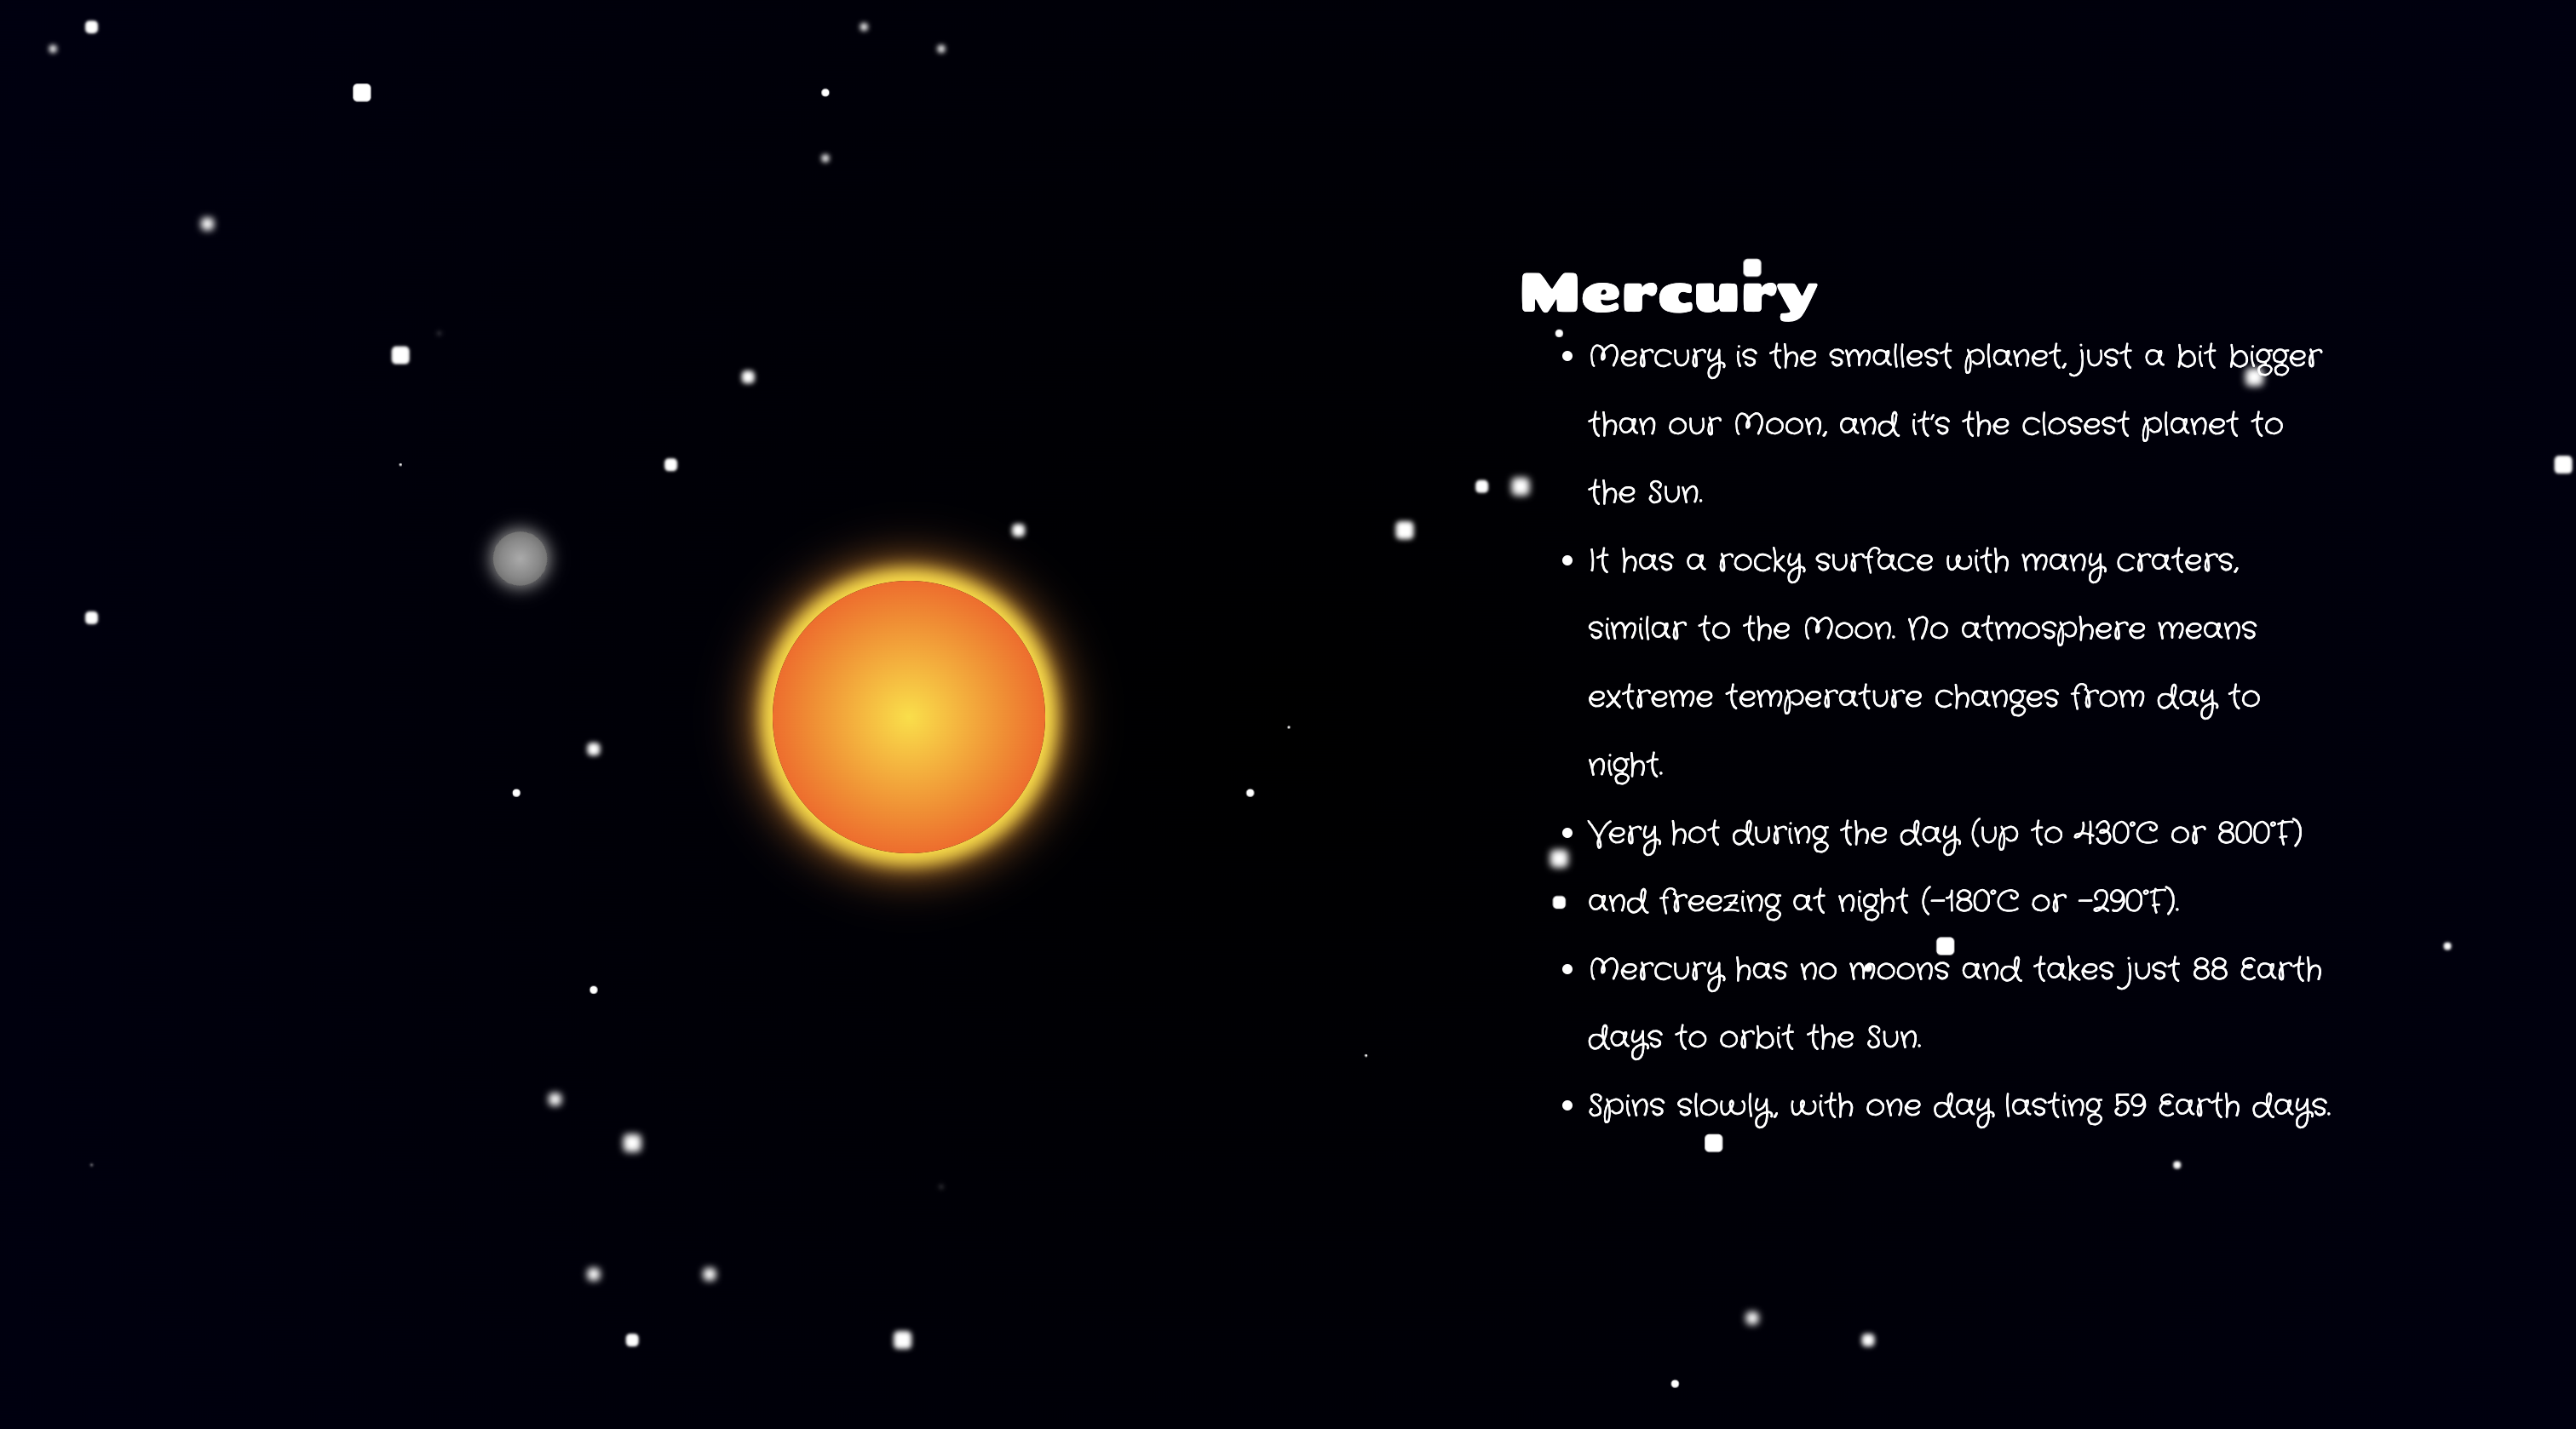 Mercury
• Mercury is the smallest planet, just a bit bigger
than our Moon, and it's the closest planet to
the Sun.
• It has a rocky surface with many craters,
similar to the Moon. No atmosphere means
extreme temperature changes from day to
night.
• Very hot during the day (up to 430°C or 800°F)
and freezing at night (-180°C or -290°F).
• Mercury has no moons and takes just 88 Earth
days to orbit the Sun.
• Spins slowly, with one day lasting 59 Earth days.